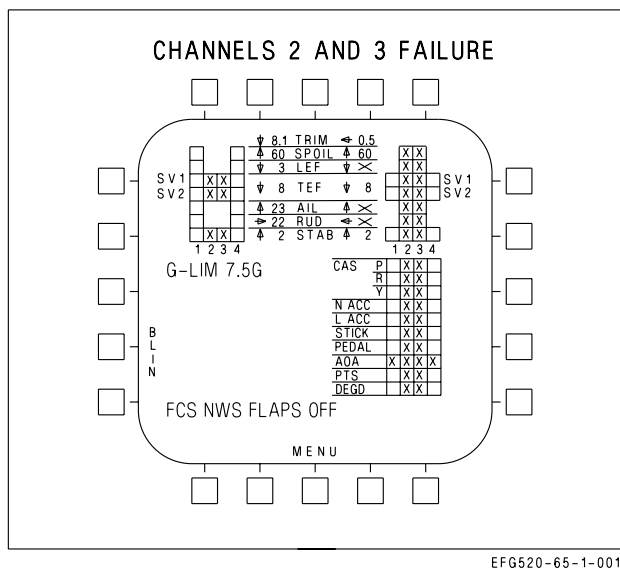 CHANNELS 2 AND 3 FAILURE
8.1 TRIM 0.5
60 SPOIL 60 X X
3 LEF X X X
SV1 X X 8 TEF 8 X X SV1
SV2 X X X X SV2
23 AIL X X X
22 RUD X X X
X X 2 STAB 2 X X
1 2 3 4 1 2 3 4
G-LIM 7.5G
CAS P X X
R X X
Y X X
N ACC X X
L ACC X X
STICK X X
PEDAL X X
AOA X X X X
PTS X X
DEGD X X
BLIN
FCS NWS FLAPS OFF
MENU
EFG520-65-1-001